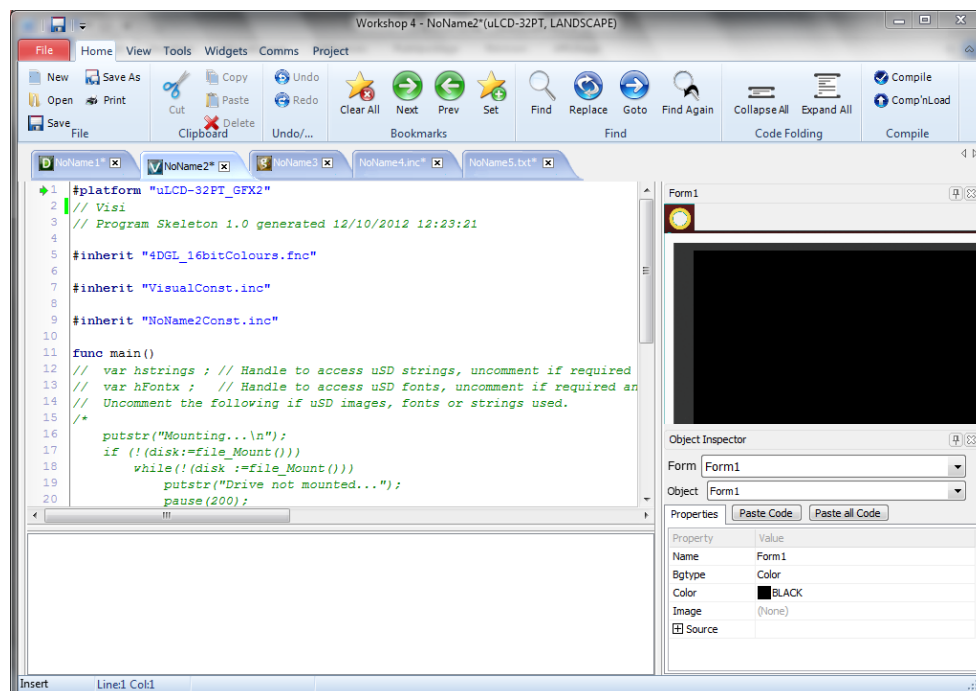 Workshop 4 - NoName2*(uLCD-32PT, LANDSCAPE)
File Home View Tools Widgets Comms Project
New Save As Copy Undo Compile
Open Print Paste Redo Comp'nLoad
Save Cut Delete Clear All Next Prev Set Find Replace Goto Find Again Collapse All Expand All
File Clipboard Undo/... Bookmarks Find Code Folding Compile
NoName1* NoName2* NoName3 NoName4.inc* NoName5.txt*
1 #platform "uLCD-32PT_GFX2"
2 // Visi
3 // Program Skeleton 1.0 generated 12/10/2012 12:23:21
4
5 #inherit "4DGL_16bitColours.fnc"
6
7 #inherit "VisualConst.inc"
8
9 #inherit "NoName2Const.inc"
10
11 func main()
12 // var hstrings ; // Handle to access uSD strings, uncomment if required
13 // var hFontx ; // Handle to access uSD fonts, uncomment if required an
14 // Uncomment the following if uSD images, fonts or strings used.
15 /*
16 putstr("Mounting...\n");
17 if (!(disk:=file_Mount()))
18 while(!(disk :=file_Mount()))
19 putstr("Drive not mounted...");
20 pause(200);
Form1
Object Inspector
Form Form1
Object Form1
Properties Paste Code Paste all Code
Property Value
Name Form1
Bgtype Color
Color BLACK
Image (None)
Source
Insert Line:1 Col:1